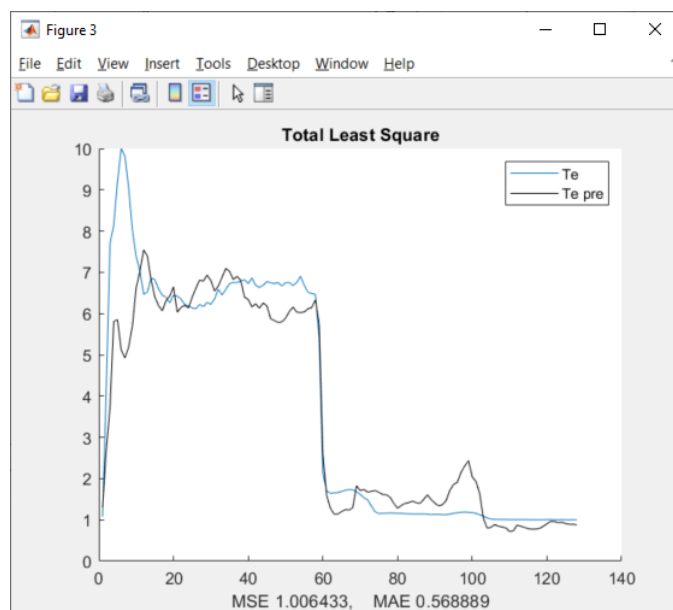 Figure 3
File Edit View Insert Tools Desktop Window Help
Total Least Square
Te
Te pre
10
9
8
7
6
5
4
3
2
1
0
0 20 40 60 80 100 120 140
MSE 1.006433, MAE 0.568889